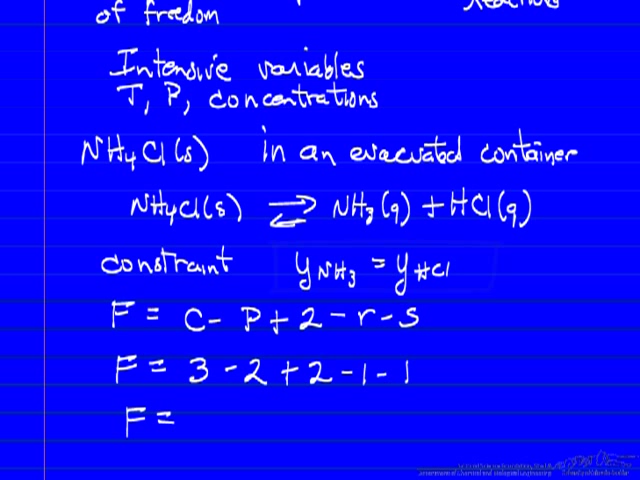 of freedom
Intensive variables
T, P, concentrations
NH4Cl(s) in an evacuated container
NH4Cl(s) ⇌ NH3(g) + HCl(g)
constraint yNH3 = yHCl
F = C - P + 2 - r - s
F = 3 - 2 + 2 - 1 - 1
F =